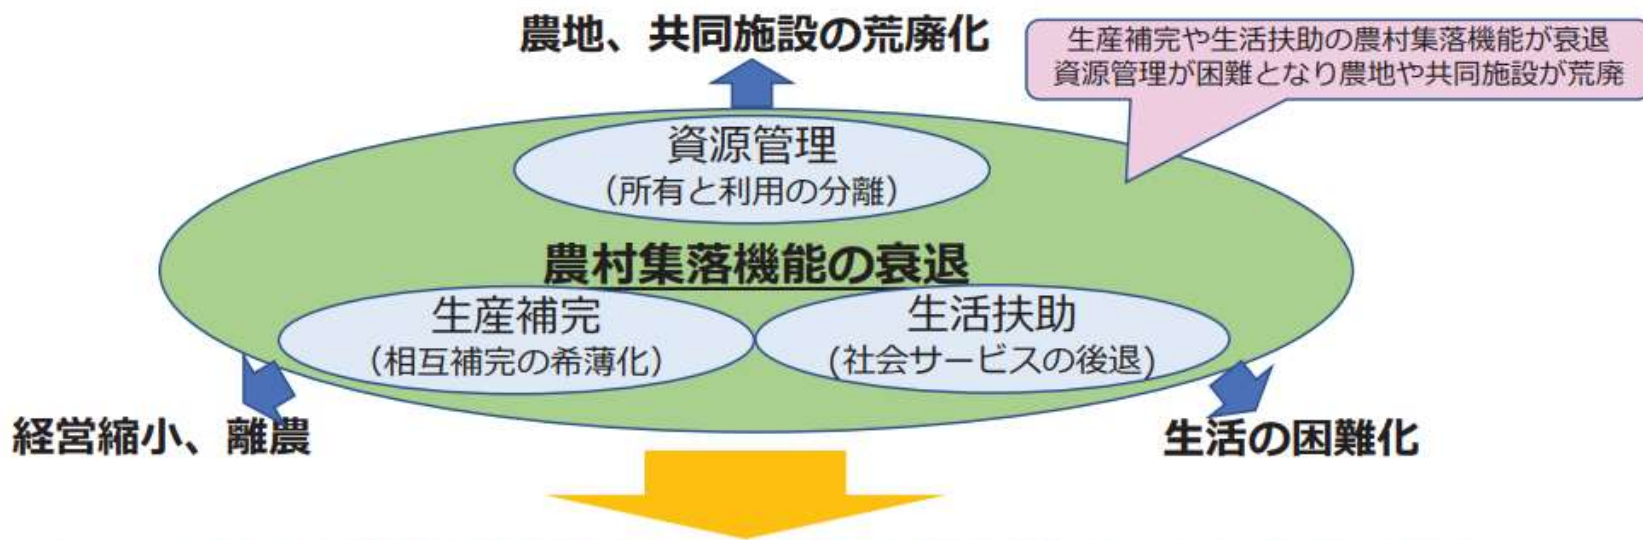 農地、共同施設の荒廃化
生産補完や生活扶助の農村集落機能が衰退
資源管理が困難となり農地や共同施設が荒廃
資源管理
（所有と利用の分離）
農村集落機能の衰退
生産補完
（相互補完の希薄化）
生活扶助
(社会サービスの後退)
経営縮小、離農
生活の困難化